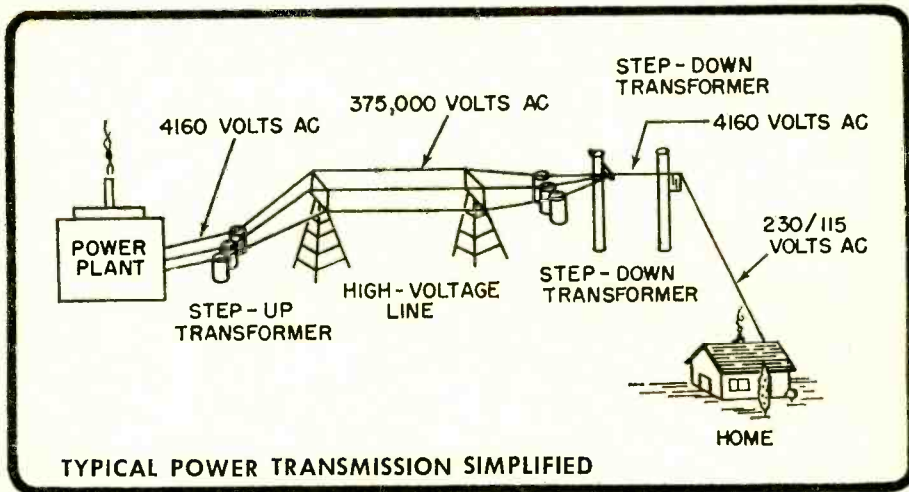 STEP-DOWN
TRANSFORMER
375,000 VOLTS AC
4160 VOLTS AC
4160 VOLTS AC
POWER
PLANT
230/115
VOLTS AC
STEP-UP
TRANSFORMER
HIGH-VOLTAGE
LINE
STEP-DOWN
TRANSFORMER
HOME
TYPICAL POWER TRANSMISSION SIMPLIFIED